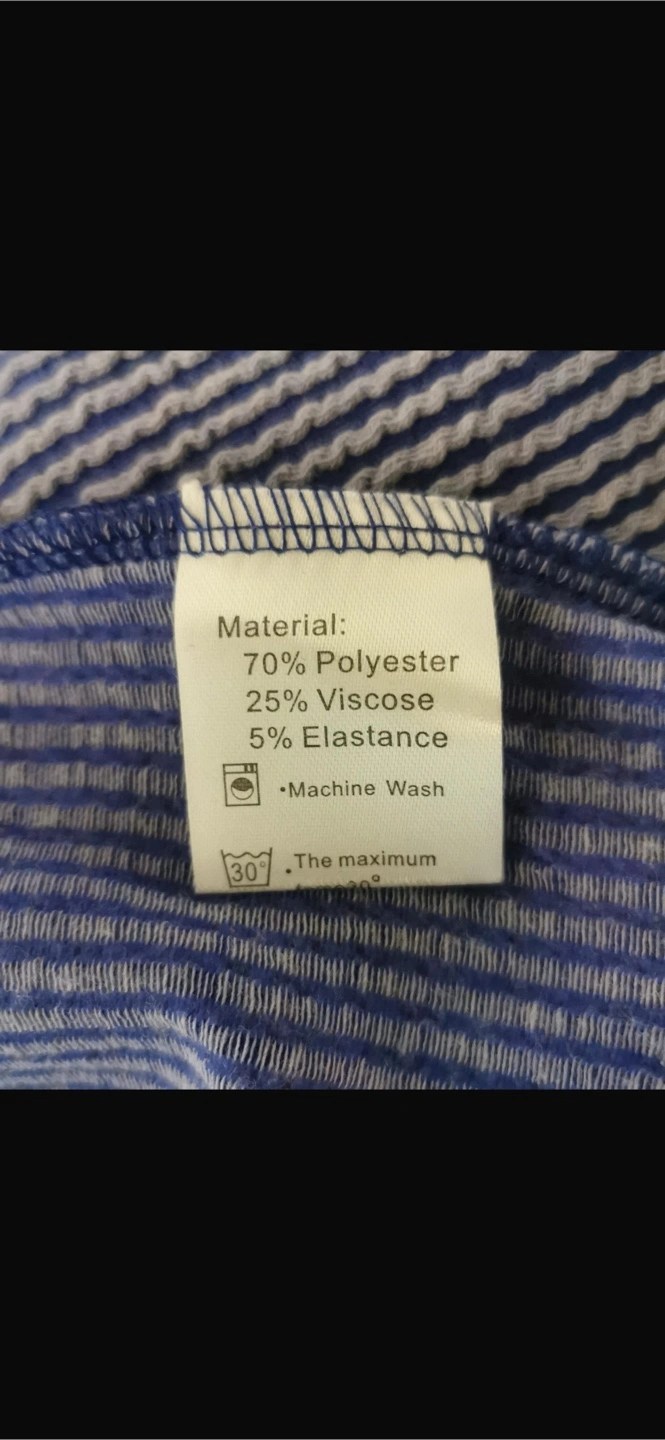 Material:
70% Polyester
25% Viscose
5% Elastance
•Machine Wash
30° •The maximum